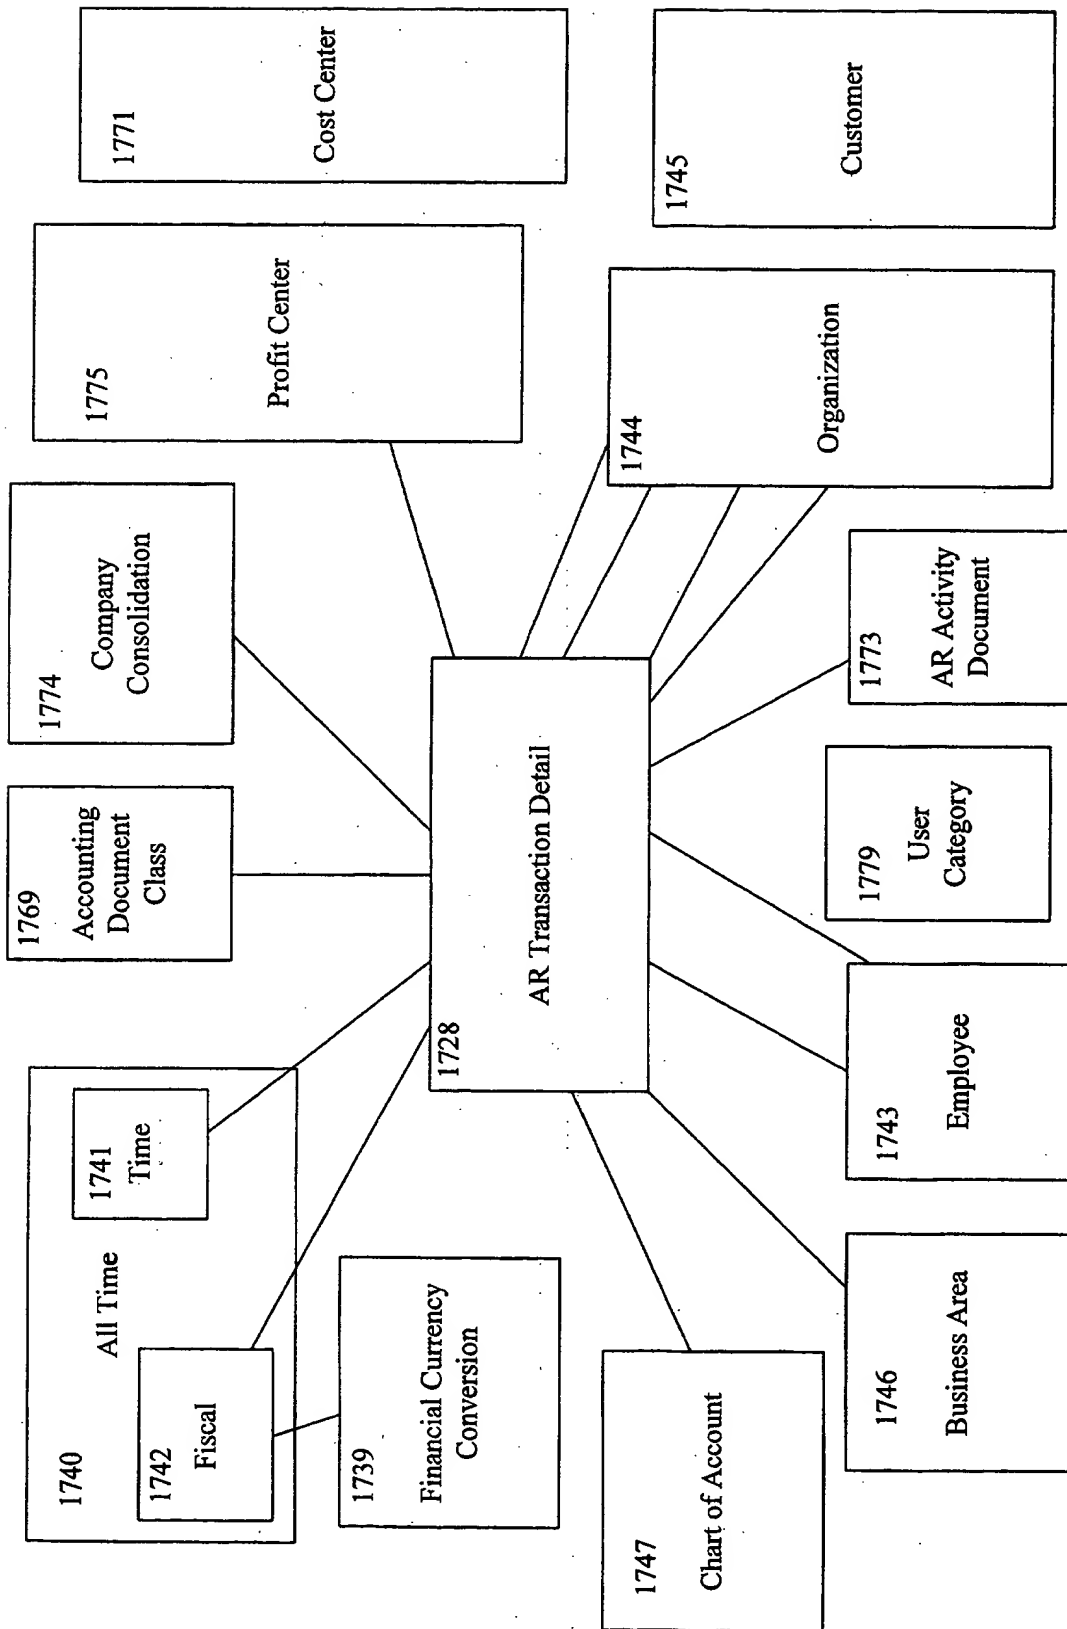 1740
All Time
1741
Time
1742
Fiscal
1769
Accounting
Document
Class
1774
Company
Consolidation
1775
Profit Center
1771
Cost Center
1739
Financial Currency
Conversion
1728
AR Transaction Detail
1747
Chart of Account
1744
Organization
1745
Customer
1746
Business Area
1743
Employee
1779
User
Category
1773
AR Activity
Document